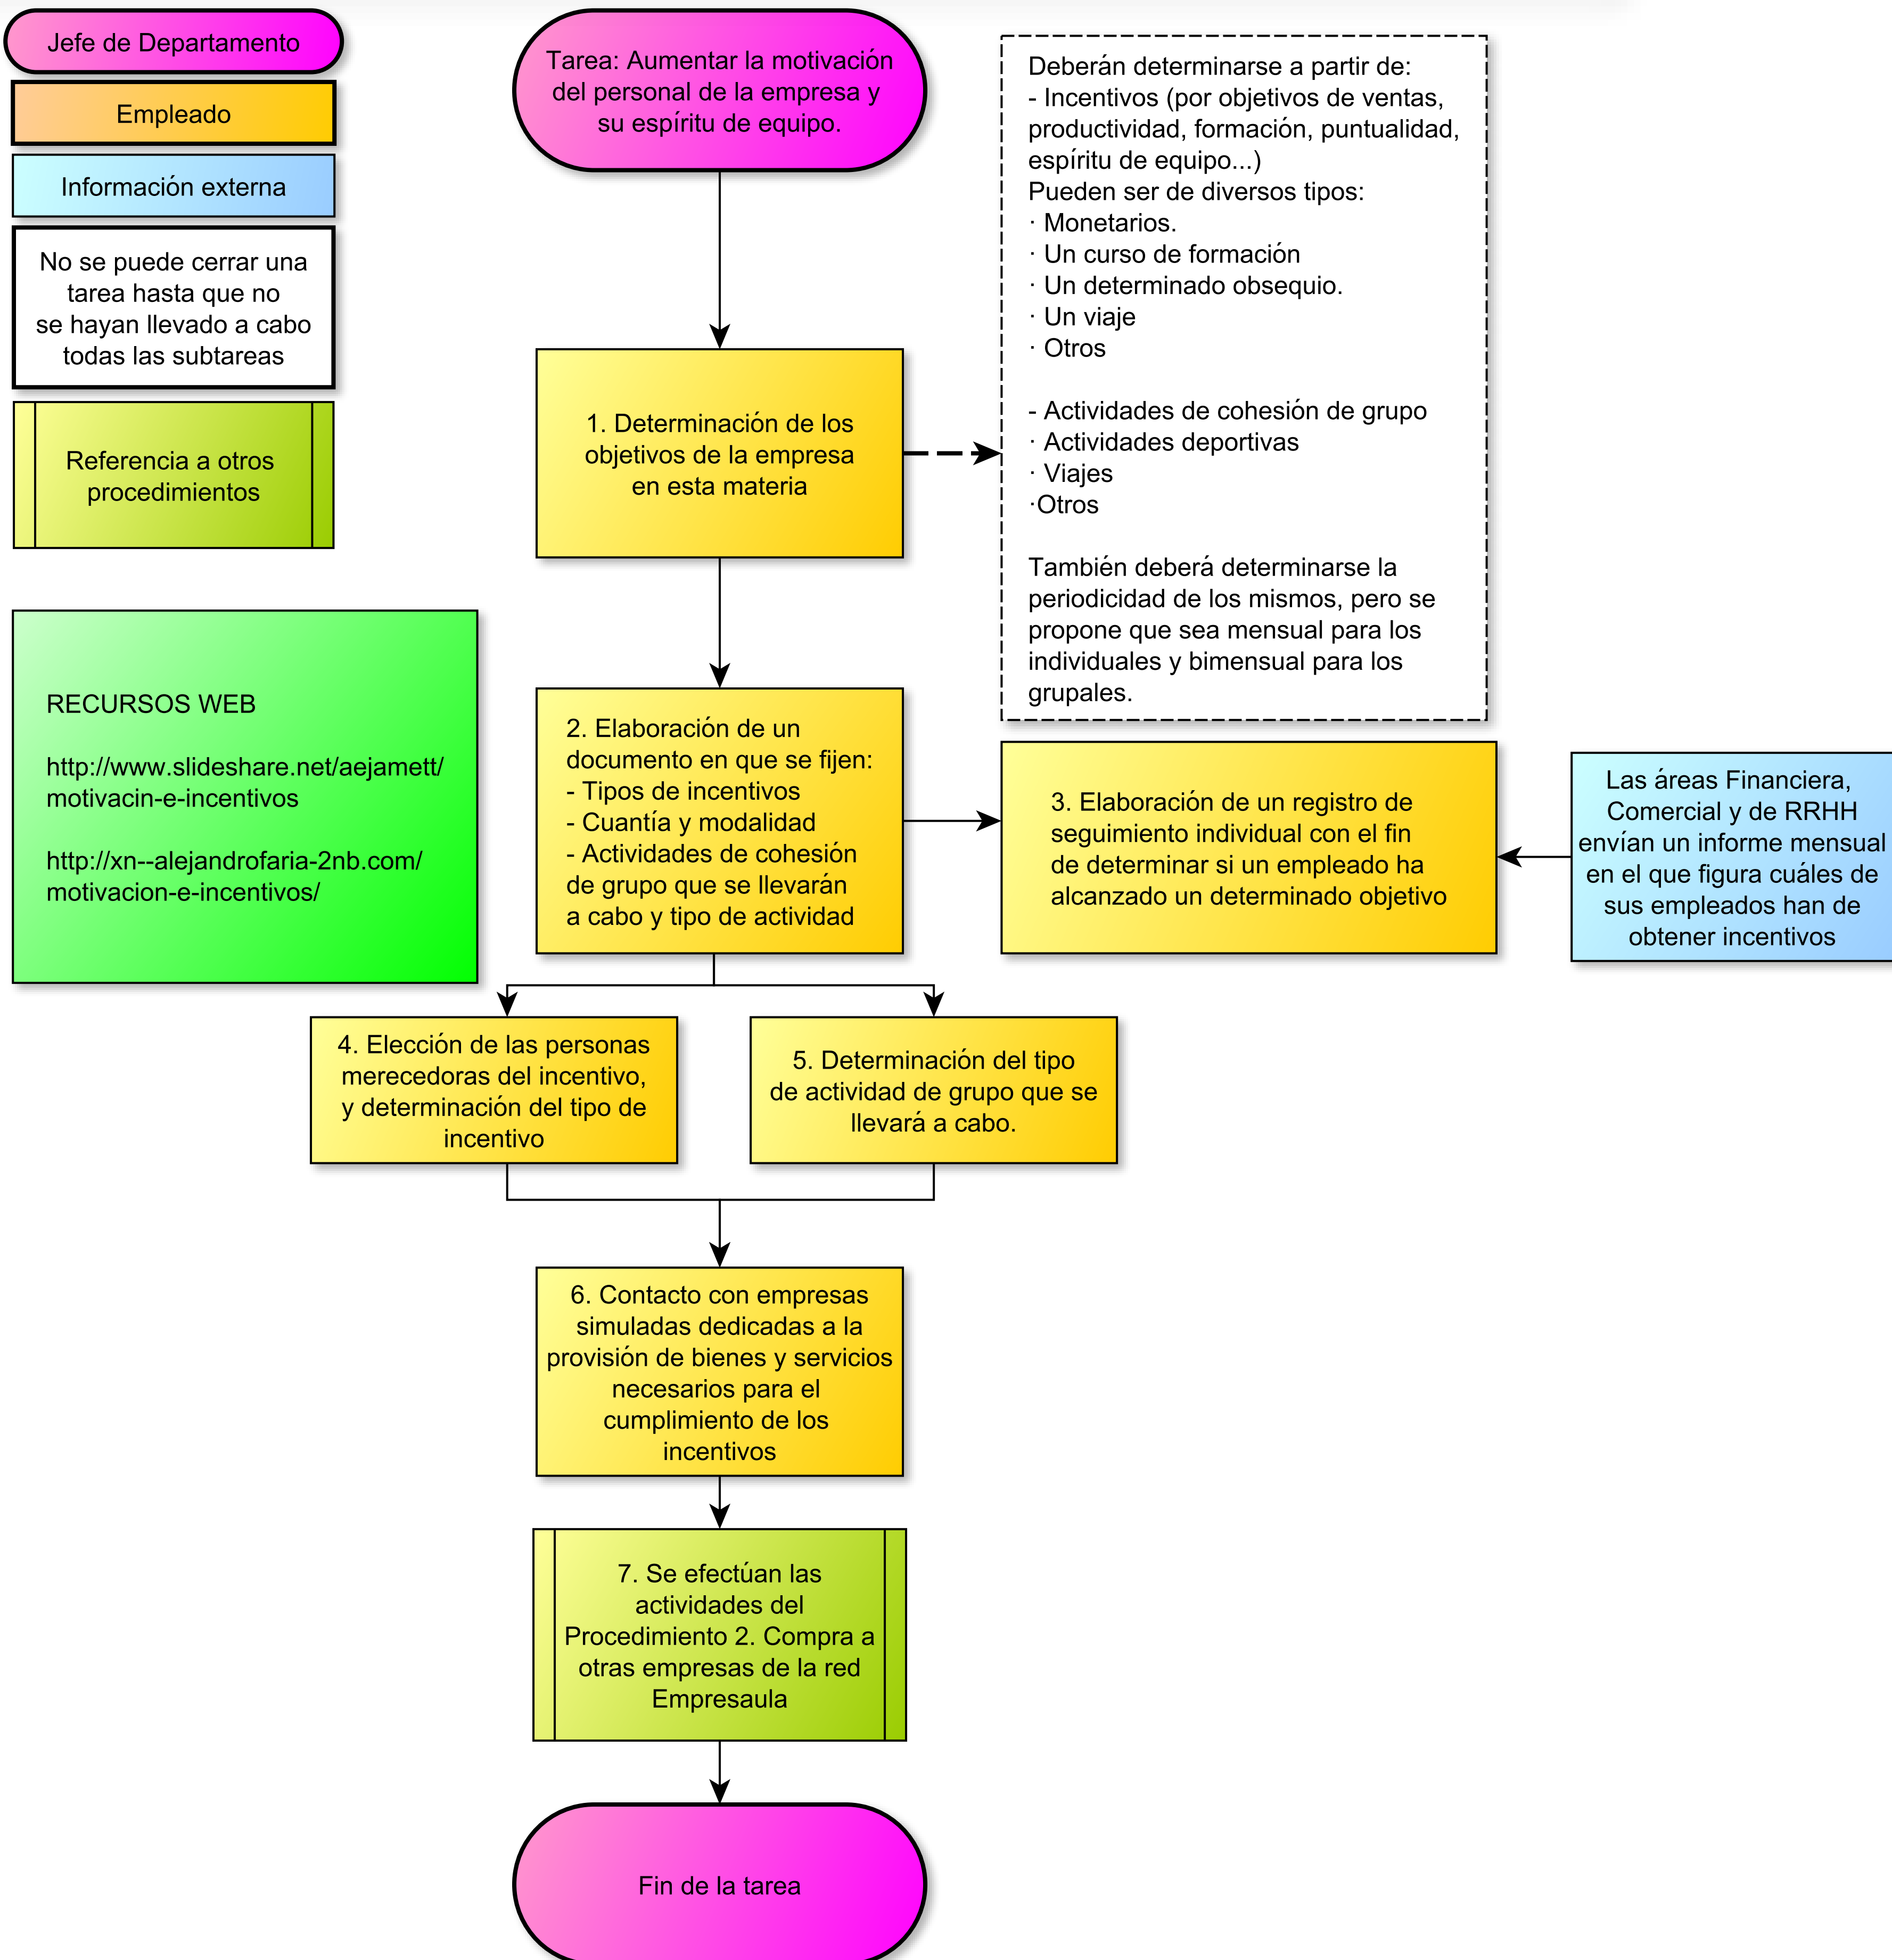 Jefe de Departamento
Empleado
Información externa
No se puede cerrar una
tarea hasta que no
se hayan llevado a cabo
todas las subtareas
Referencia a otros
procedimientos
RECURSOS WEB
http://www.slideshare.net/aejamett/
motivacin-e-incentivos
http://xn--alejandrofaria-2nb.com/
motivacion-e-incentivos/
Tarea: Aumentar la motivación
del personal de la empresa y
su espíritu de equipo.
1. Determinación de los
objetivos de la empresa
en esta materia
Deberán determinarse a partir de:
- Incentivos (por objetivos de ventas,
productividad, formación, puntualidad,
espíritu de equipo...)
Pueden ser de diversos tipos:
· Monetarios.
· Un curso de formación
· Un determinado obsequio.
· Un viaje
· Otros
- Actividades de cohesión de grupo
· Actividades deportivas
· Viajes
·Otros
También deberá determinarse la
periodicidad de los mismos, pero se
propone que sea mensual para los
individuales y bimensual para los
grupales.
2. Elaboración de un
documento en que se fijen:
- Tipos de incentivos
- Cuantía y modalidad
- Actividades de cohesión
de grupo que se llevarán
a cabo y tipo de actividad
3. Elaboración de un registro de
seguimiento individual con el fin
de determinar si un empleado ha
alcanzado un determinado objetivo
Las áreas Financiera,
Comercial y de RRHH
envían un informe mensual
en el que figura cuáles de
sus empleados han de
obtener incentivos
4. Elección de las personas
merecedoras del incentivo,
y determinación del tipo de
incentivo
5. Determinación del tipo
de actividad de grupo que se
llevará a cabo.
6. Contacto con empresas
simuladas dedicadas a la
provisión de bienes y servicios
necesarios para el
cumplimiento de los
incentivos
7. Se efectúan las
actividades del
Procedimiento 2. Compra a
otras empresas de la red
Empresaula
Fin de la tarea